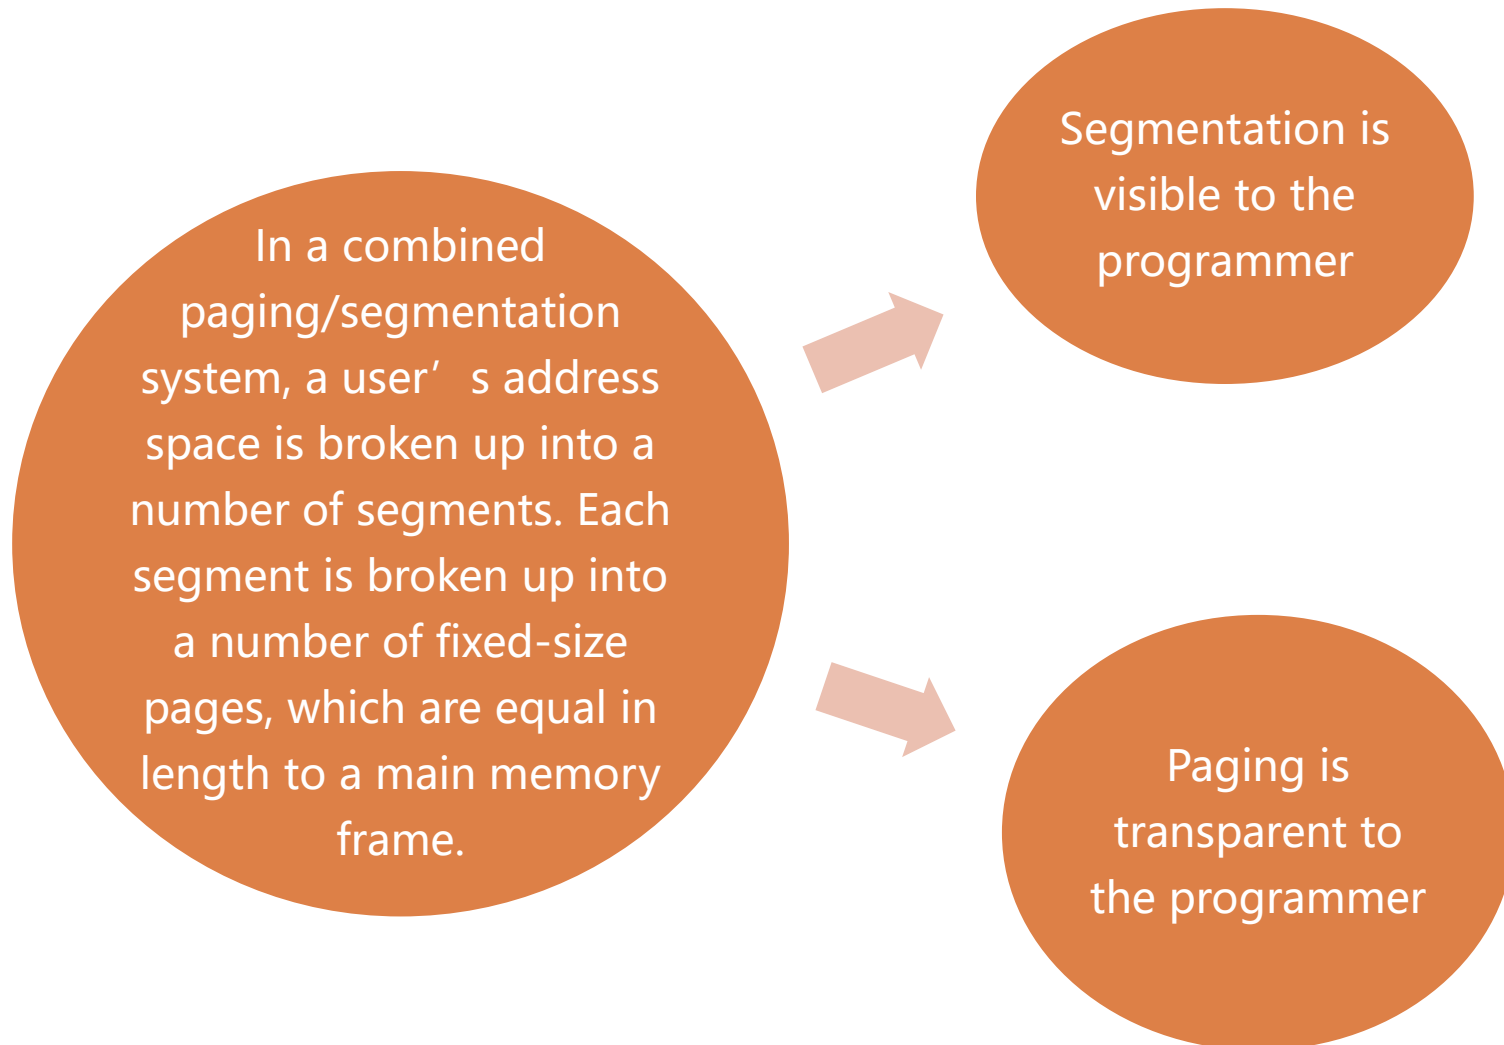 In a combined
paging/segmentation
system, a user’s address
space is broken up into a
number of segments. Each
segment is broken up into
a number of fixed-size
pages, which are equal in
length to a main memory
frame.
Segmentation is
visible to the
programmer
Paging is
transparent to
the programmer